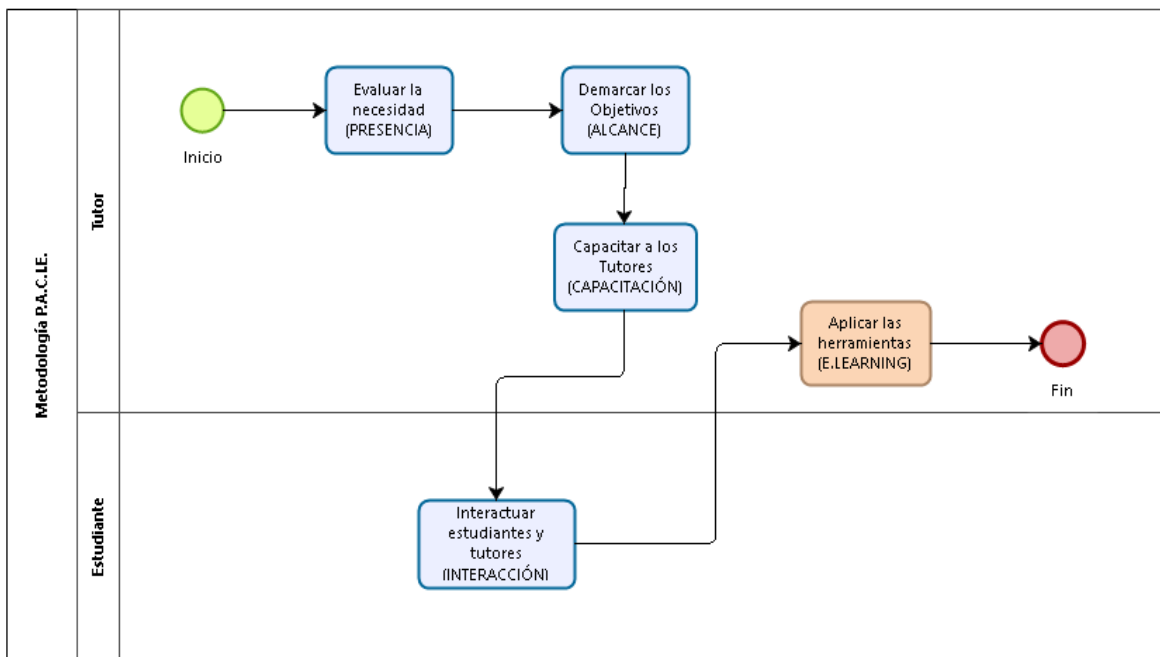 Metodología P.A.C.I.E.
Tutor
Inicio
Evaluar la
necesidad
(PRESENCIA)
Demarcar los
Objetivos
(ALCANCE)
Capacitar a los
Tutores
(CAPACITACIÓN)
Aplicar las
herramientas
(E.LEARNING)
Fin
Estudiante
Interactuar
estudiantes y
tutores
(INTERACCIÓN)